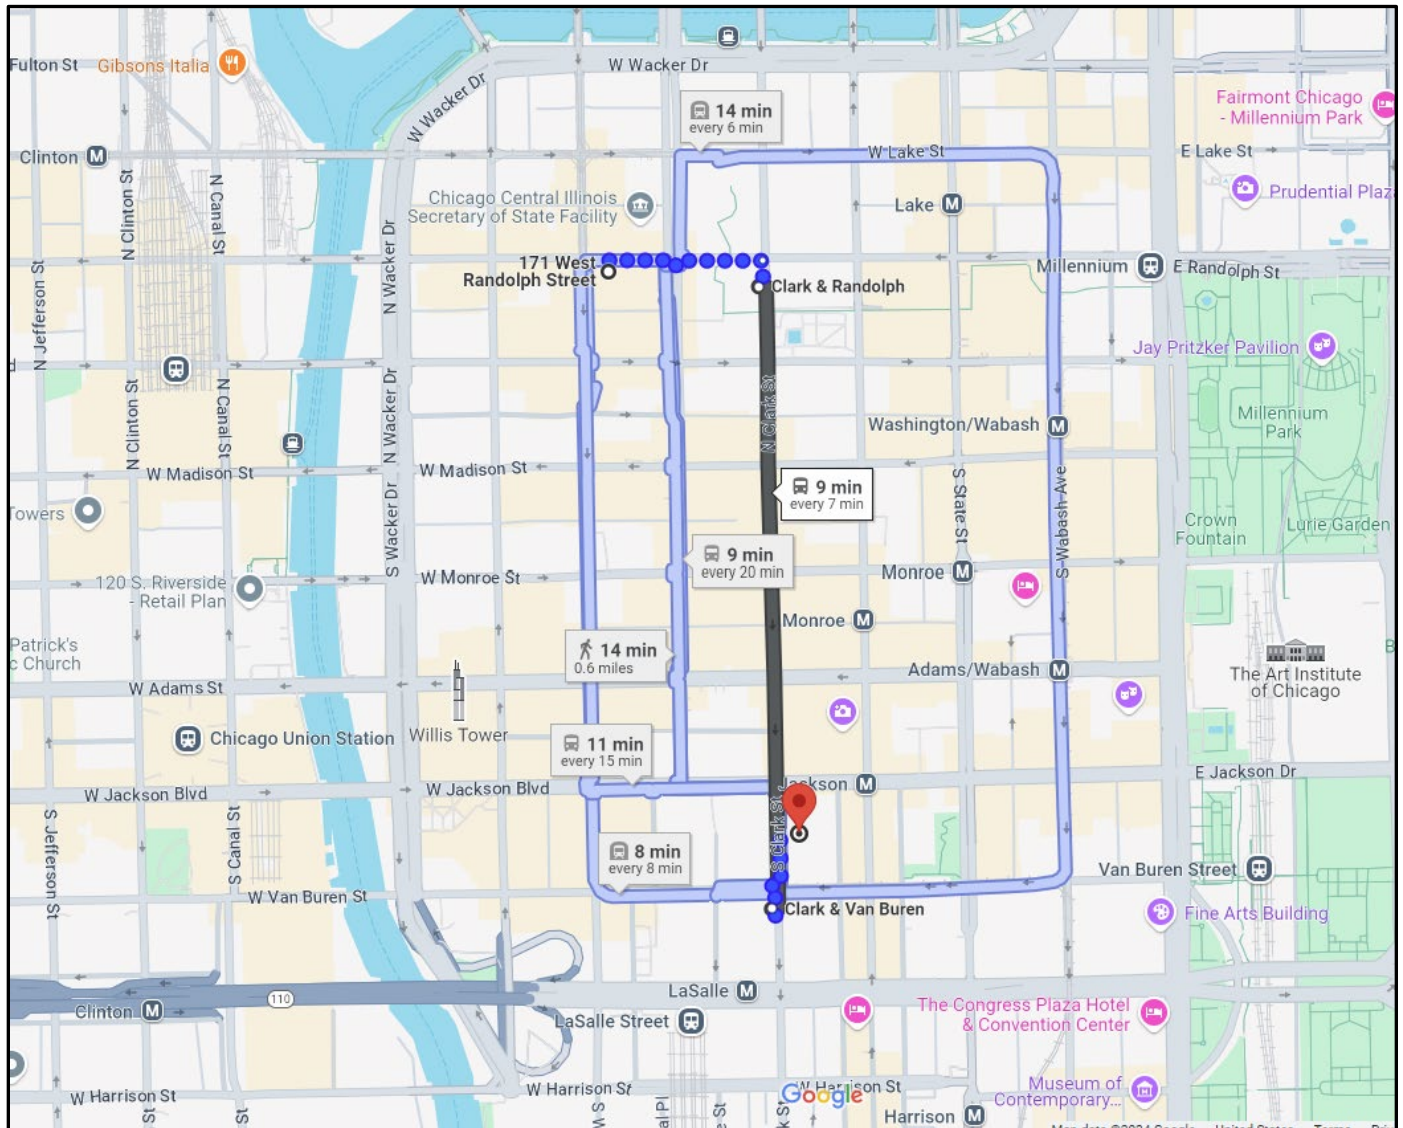 Fulton St
Gibsons Italia
W Wacker Dr
W Wacker Dr
14 min
every 6 min
Fairmont Chicago
- Millennium Park
Clinton
W Lake St
E Lake St
N Clinton St
N Canal St
Chicago Central Illinois
Secretary of State Facility
Lake
Prudential Plaz
N Wacker Dr
171 West
Randolph Street
Clark & Randolph
Millennium
E Randolph St
N Jefferson St
Jay Pritzker Pavilion
N Clinton St
N Canal St
N Wacker Dr
N Clark St
Washington/Wabash
Millennium
Park
W Madison St
W Madison St
9 min
every 7 min
S State St
S Wabash Ave
Towers
S Wacker Dr
Crown
Fountain
Lurie Garden
9 min
every 20 min
120 S. Riverside
- Retail Plan
W Monroe St
Monroe
Monroe
Patrick's
c Church
14 min
0.6 miles
Adams/Wabash
The Art Institute
of Chicago
W Adams St
Chicago Union Station
Willis Tower
11 min
every 15 min
W Jackson Blvd
W Jackson Blvd
Jackson
E Jackson Dr
S Jefferson St
S Canal St
S Clark St
8 min
every 8 min
Van Buren Street
W Van Buren St
Clark & Van Buren
Fine Arts Building
110
Clinton
LaSalle
LaSalle Street
The Congress Plaza Hotel
& Convention Center
W Harrison St
W Harrison St
W Harrison St
Google
Museum of
Contemporary...
Harrison